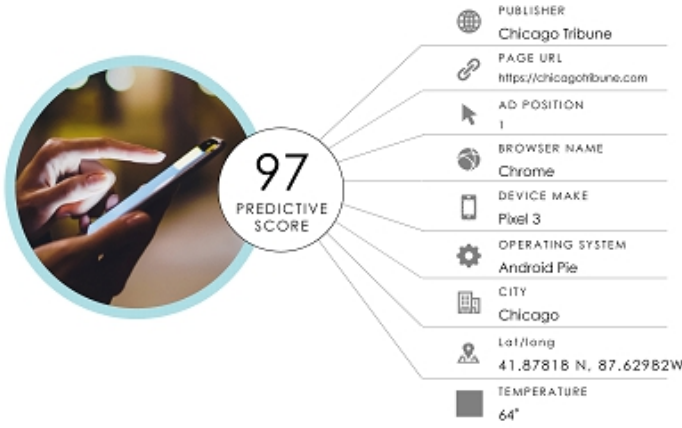 97
PREDICTIVE
SCORE
PUBLISHER
Chicago Tribune
PAGE URL
https://chicagotribune.com
AD POSITION
1
BROWSER NAME
Chrome
DEVICE MAKE
Pixel 3
OPERATING SYSTEM
Android Pie
CITY
Chicago
Lat/long
41.87818 N, 87.62982W
TEMPERATURE
64°